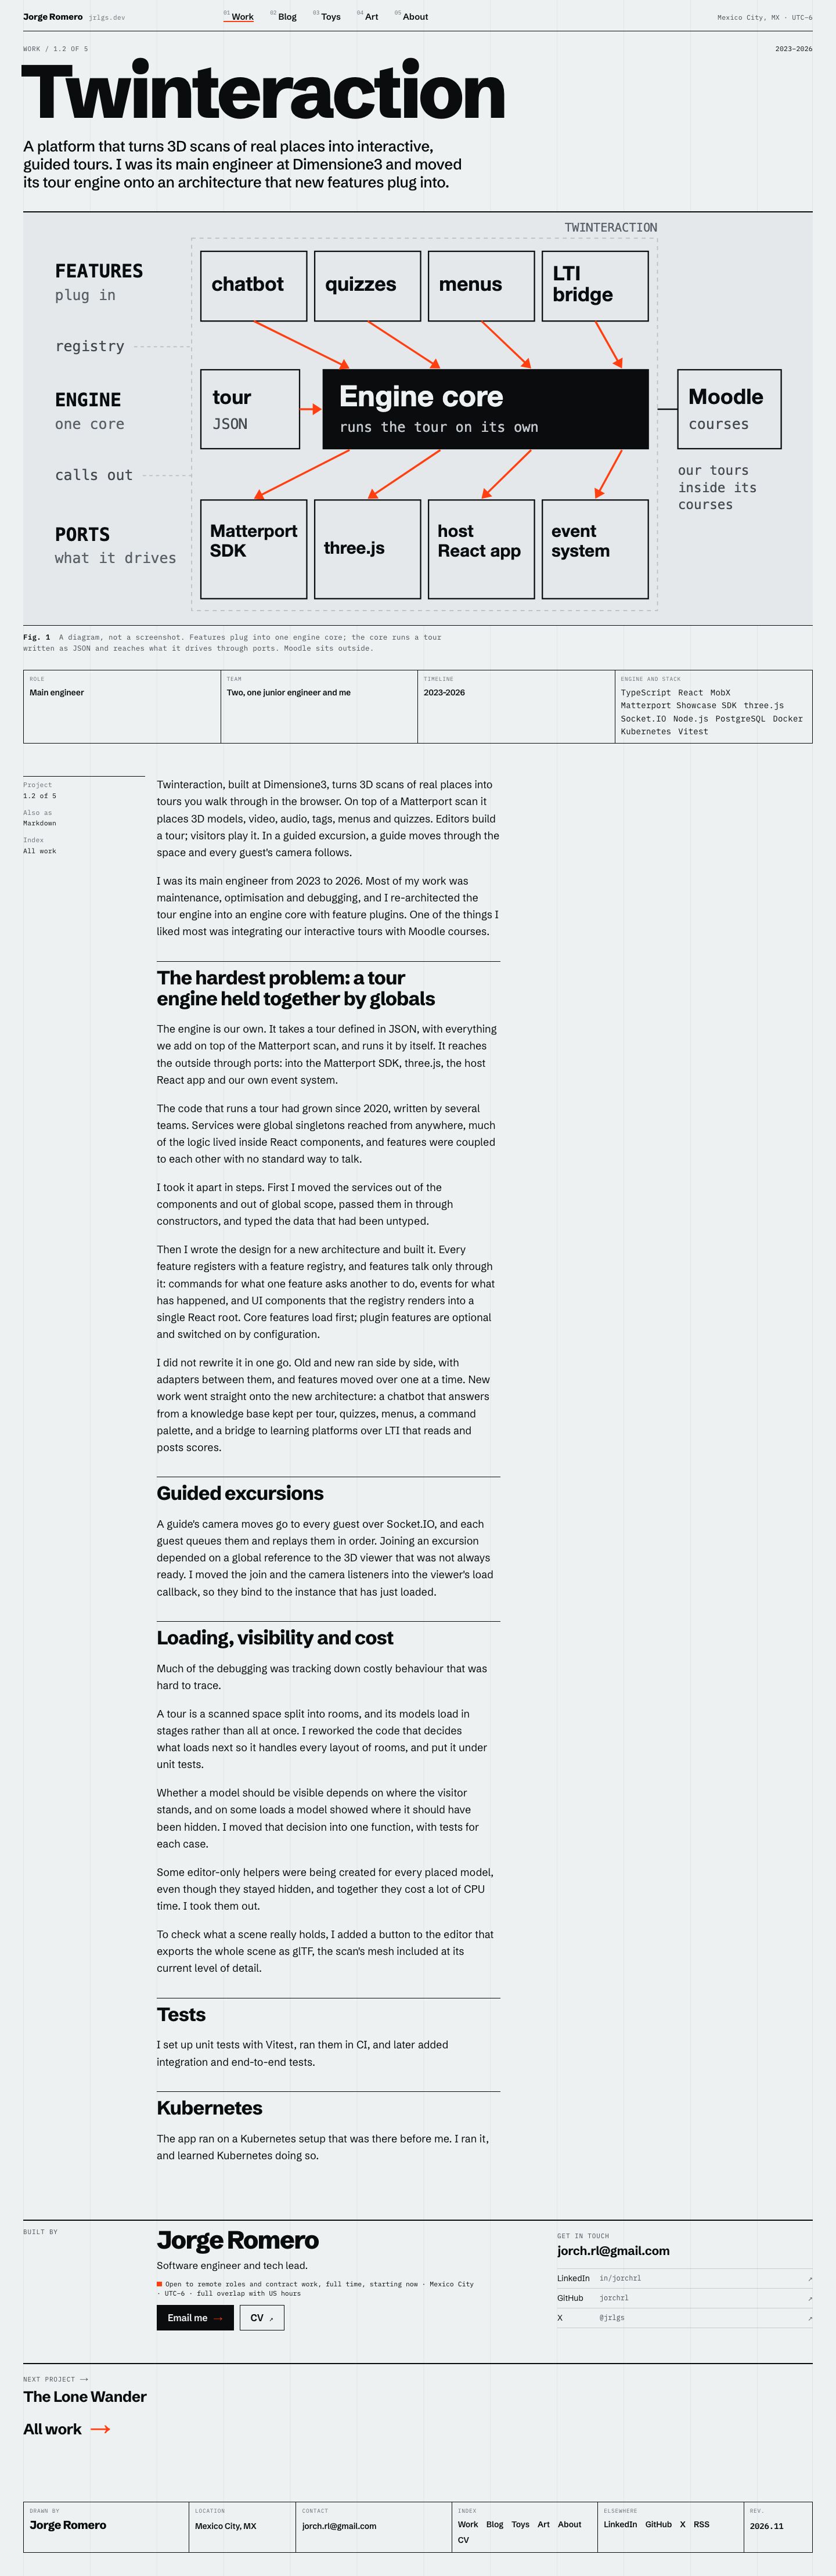 Jorge Romero jrlgs.dev
01 Work 02 Blog 03 Toys 04 Art 05 About
Mexico City, MX · UTC−6
WORK / 1.2 OF 5
2023–2026
Twinteraction
A platform that turns 3D scans of real places into interactive,
guided tours. I was its main engineer at Dimensione3 and moved
its tour engine onto an architecture that new features plug into.
TWINTERACTION
FEATURES
plug in
chatbot
quizzes
menus
LTI
bridge
registry
ENGINE
one core
tour
JSON
Engine core
runs the tour on its own
Moodle
courses
calls out
our tours
inside its
courses
PORTS
what it drives
Matterport
SDK
three.js
host
React app
event
system
Fig. 1 A diagram, not a screenshot. Features plug into one engine core; the core runs a tour
written as JSON and reaches what it drives through ports. Moodle sits outside.
ROLE
Main engineer
TEAM
Two, one junior engineer and me
TIMELINE
2023–2026
ENGINE AND STACK
TypeScript React MobX
Matterport Showcase SDK three.js
Socket.IO Node.js PostgreSQL Docker
Kubernetes Vitest
Project
1.2 of 5
Also as
Markdown
Index
All work
Twinteraction, built at Dimensione3, turns 3D scans of real places into
tours you walk through in the browser. On top of a Matterport scan it
places 3D models, video, audio, tags, menus and quizzes. Editors build
a tour; visitors play it. In a guided excursion, a guide moves through the
space and every guest's camera follows.
I was its main engineer from 2023 to 2026. Most of my work was
maintenance, optimisation and debugging, and I re-architected the
tour engine into an engine core with feature plugins. One of the things I
liked most was integrating our interactive tours with Moodle courses.
The hardest problem: a tour
engine held together by globals
The engine is our own. It takes a tour defined in JSON, with everything
we add on top of the Matterport scan, and runs it by itself. It reaches
the outside through ports: into the Matterport SDK, three.js, the host
React app and our own event system.
The code that runs a tour had grown since 2020, written by several
teams. Services were global singletons reached from anywhere, much
of the logic lived inside React components, and features were coupled
to each other with no standard way to talk.
I took it apart in steps. First I moved the services out of the
components and out of global scope, passed them in through
constructors, and typed the data that had been untyped.
Then I wrote the design for a new architecture and built it. Every
feature registers with a feature registry, and features talk only through
it: commands for what one feature asks another to do, events for what
has happened, and UI components that the registry renders into a
single React root. Core features load first; plugin features are optional
and switched on by configuration.
I did not rewrite it in one go. Old and new ran side by side, with
adapters between them, and features moved over one at a time. New
work went straight onto the new architecture: a chatbot that answers
from a knowledge base kept per tour, quizzes, menus, a command
palette, and a bridge to learning platforms over LTI that reads and
posts scores.
Guided excursions
A guide's camera moves go to every guest over Socket.IO, and each
guest queues them and replays them in order. Joining an excursion
depended on a global reference to the 3D viewer that was not always
ready. I moved the join and the camera listeners into the viewer's load
callback, so they bind to the instance that has just loaded.
Loading, visibility and cost
Much of the debugging was tracking down costly behaviour that was
hard to trace.
A tour is a scanned space split into rooms, and its models load in
stages rather than all at once. I reworked the code that decides
what loads next so it handles every layout of rooms, and put it under
unit tests.
Whether a model should be visible depends on where the visitor
stands, and on some loads a model showed where it should have
been hidden. I moved that decision into one function, with tests for
each case.
Some editor-only helpers were being created for every placed model,
even though they stayed hidden, and together they cost a lot of CPU
time. I took them out.
To check what a scene really holds, I added a button to the editor that
exports the whole scene as glTF, the scan's mesh included at its
current level of detail.
Tests
I set up unit tests with Vitest, ran them in CI, and later added
integration and end-to-end tests.
Kubernetes
The app ran on a Kubernetes setup that was there before me. I ran it,
and learned Kubernetes doing so.
BUILT BY
Jorge Romero
Software engineer and tech lead.
Open to remote roles and contract work, full time, starting now · Mexico City
· UTC−6 · full overlap with US hours
Email me →
CV ↗
GET IN TOUCH
jorch.rl@gmail.com
LinkedIn in/jorchrl ↗
GitHub jorchrl ↗
X @jrlgs ↗
NEXT PROJECT →
The Lone Wander
All work →
DRAWN BY
Jorge Romero
LOCATION
Mexico City, MX
CONTACT
jorch.rl@gmail.com
INDEX
Work Blog Toys Art About
CV
ELSEWHERE
LinkedIn GitHub X RSS
REV.
2026.11